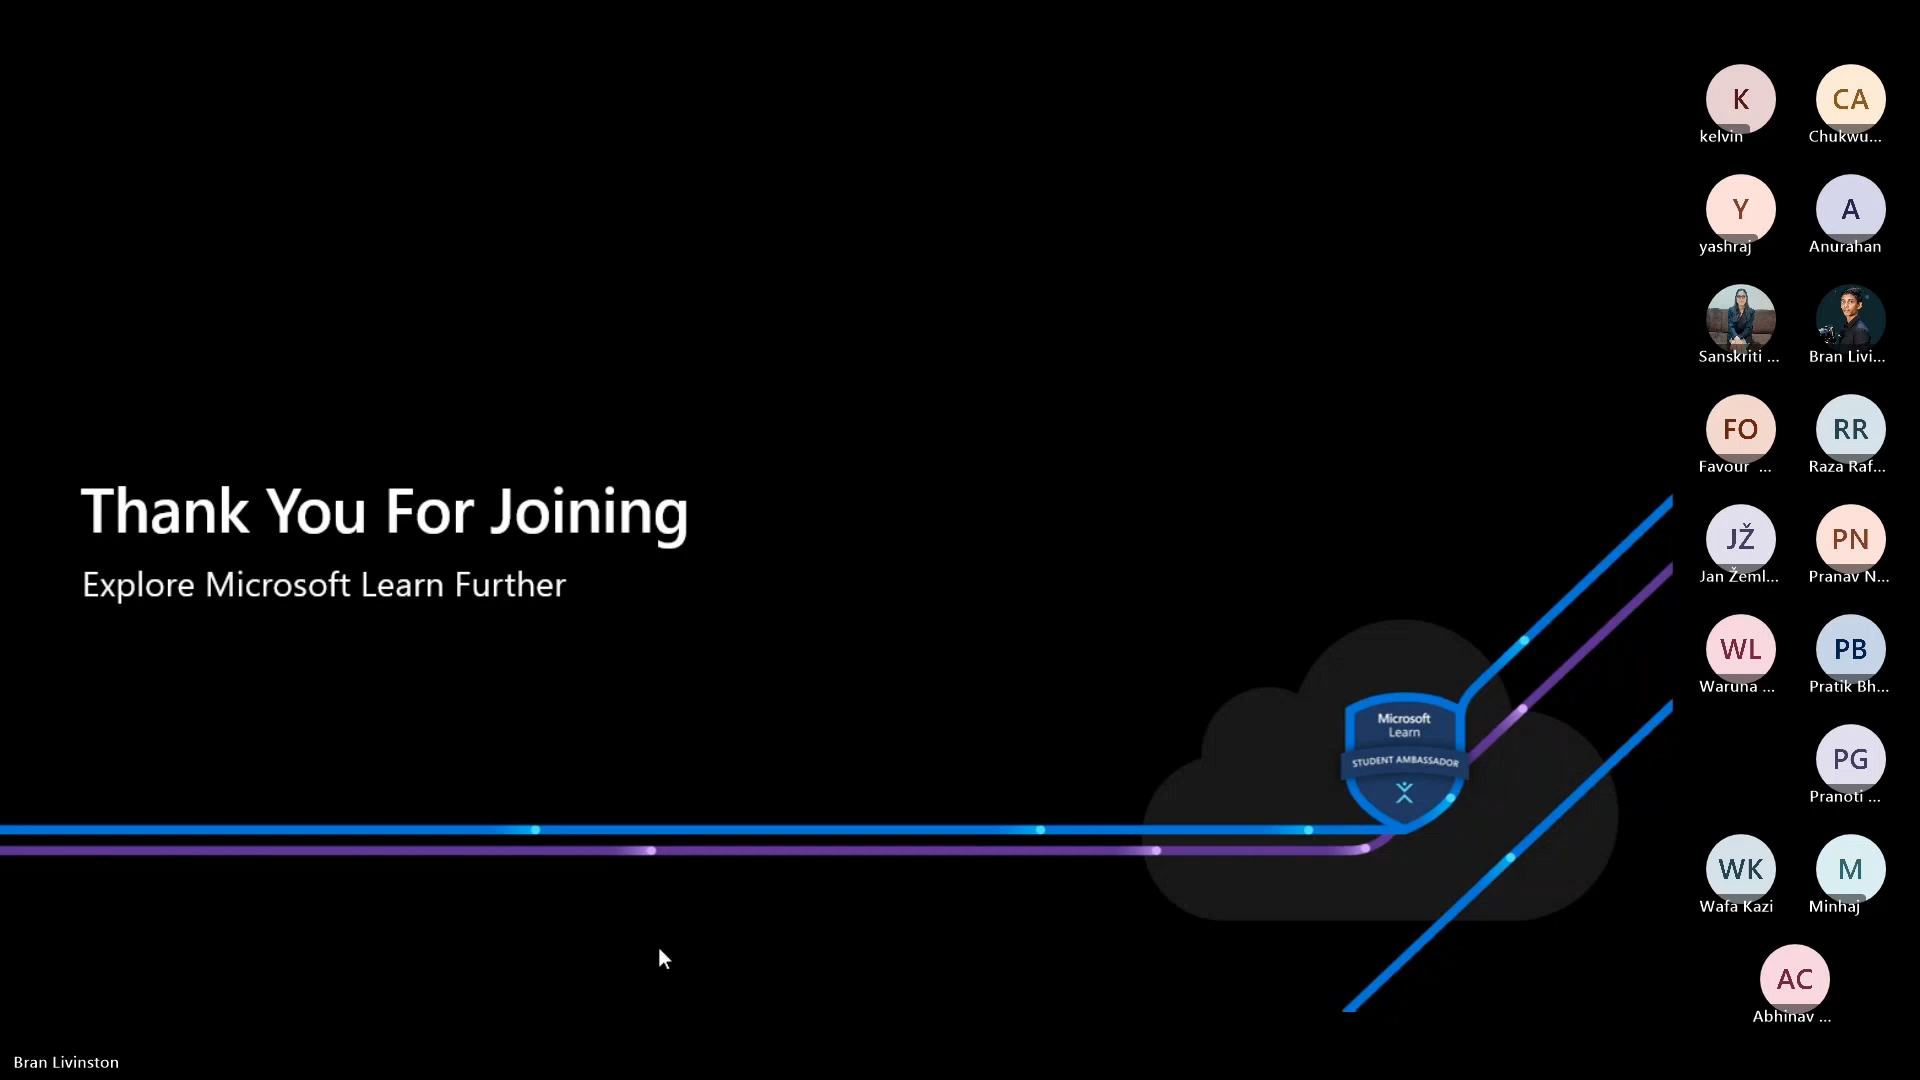 K
CA
kelvin
Chukwu...
Y
A
yashraj
Anurahan
Sanskriti ...
Bran Livi...
FO
RR
Favour ...
Raza Raf...
Thank You For Joining
Explore Microsoft Learn Further
JŽ
PN
Jan Žeml...
Pranav N...
WL
PB
Waruna ...
Pratik Bh...
Microsoft
Learn
STUDENT AMBASSADOR
PG
Pranoti ...
WK
M
Wafa Kazi
Minhaj
AC
Abhinav ...
Bran Livinston